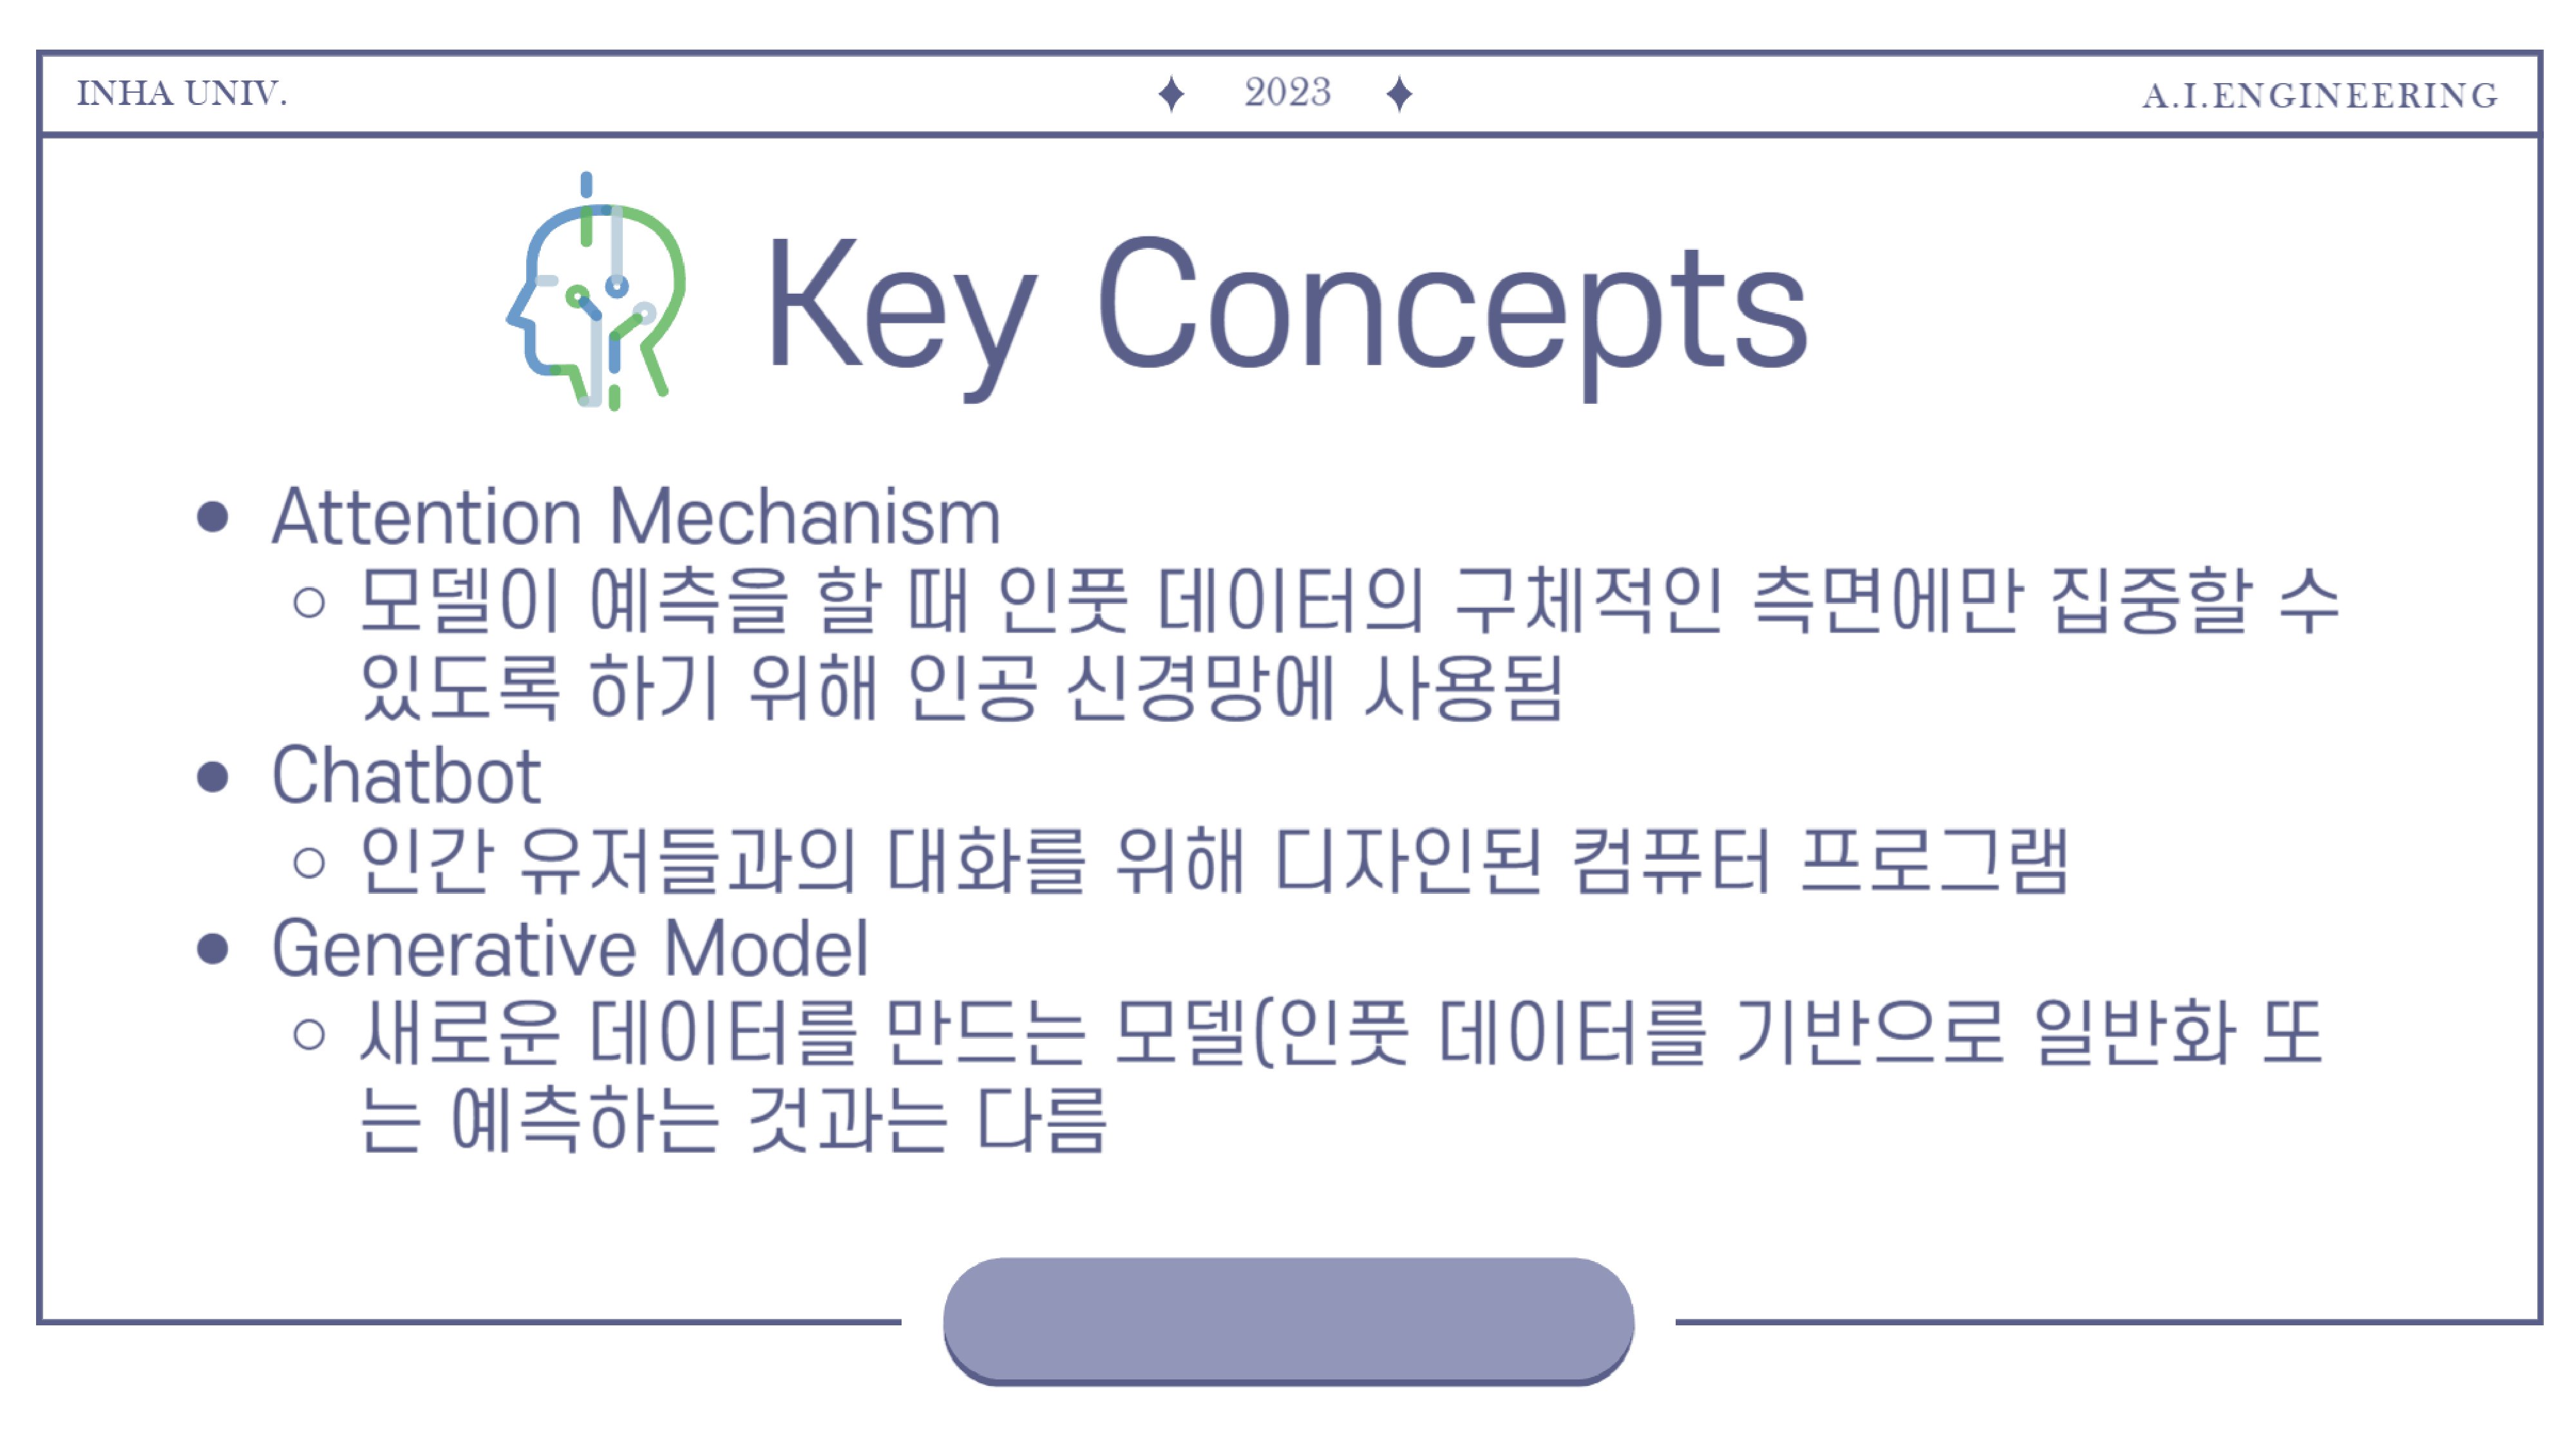 INHA UNIV.
2023
A.I.ENGINEERING
Key Concepts
• Attention Mechanism
○ 모델이 예측을 할 때 인풋 데이터의 구체적인 측면에만 집중할 수
있도록 하기 위해 인공 신경망에 사용됨
• Chatbot
○ 인간 유저들과의 대화를 위해 디자인된 컴퓨터 프로그램
• Generative Model
○ 새로운 데이터를 만드는 모델(인풋 데이터를 기반으로 일반화 또
는 예측하는 것과는 다름